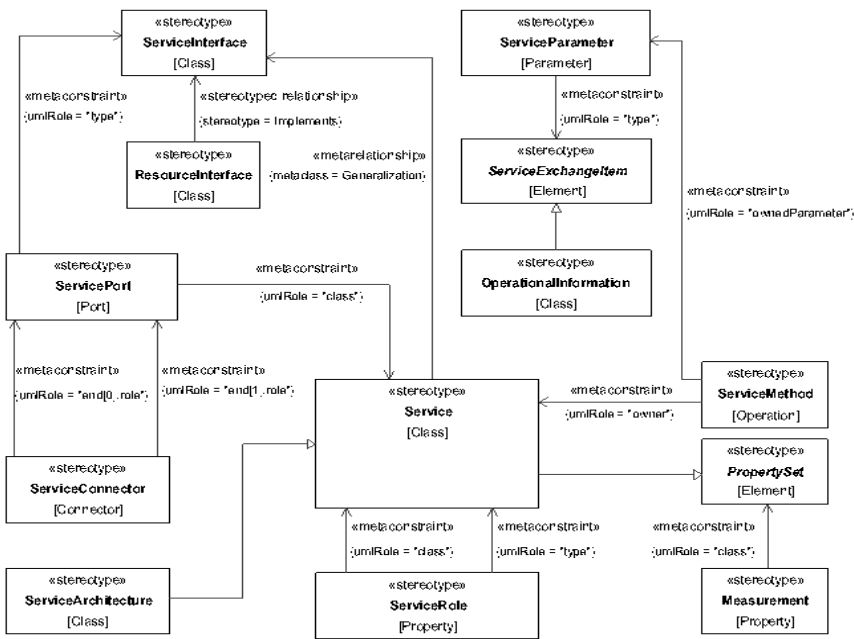 «stereotype»
ServiceInterface
[Class]
«stereotype»
ServiceParameter
[Parameter]
«metaconstraint»
{umlRole = "type"}
«stereotypec relationship»
{stereotype = Implements}
«metaconstraint»
{umlRole = "type"}
«stereotype»
ResourceInterface
[Class]
«metarelationship»
{metaclass = Generalization}
«stereotype»
ServiceExchangeItem
[Element]
«metaconstraint»
{umlRole = "ownedParameter"}
«stereotype»
ServicePort
[Port]
«metaconstraint»
{umlRole = "class"}
«stereotype»
OperationalInformation
[Class]
«metaconstraint»
{umlRole = "end[0].role"}
«metaconstraint»
{umlRole = "end[1].role"}
«stereotype»
Service
[Class]
«metaconstraint»
{umlRole = "owner"}
«stereotype»
ServiceMethod
[Operation]
«stereotype»
ServiceConnector
[Connector]
«stereotype»
PropertySet
[Element]
«metaconstraint»
{umlRole = "class"}
«metaconstraint»
{umlRole = "type"}
«metaconstraint»
{umlRole = "class"}
«stereotype»
ServiceArchitecture
[Class]
«stereotype»
ServiceRole
[Property]
«stereotype»
Measurement
[Property]